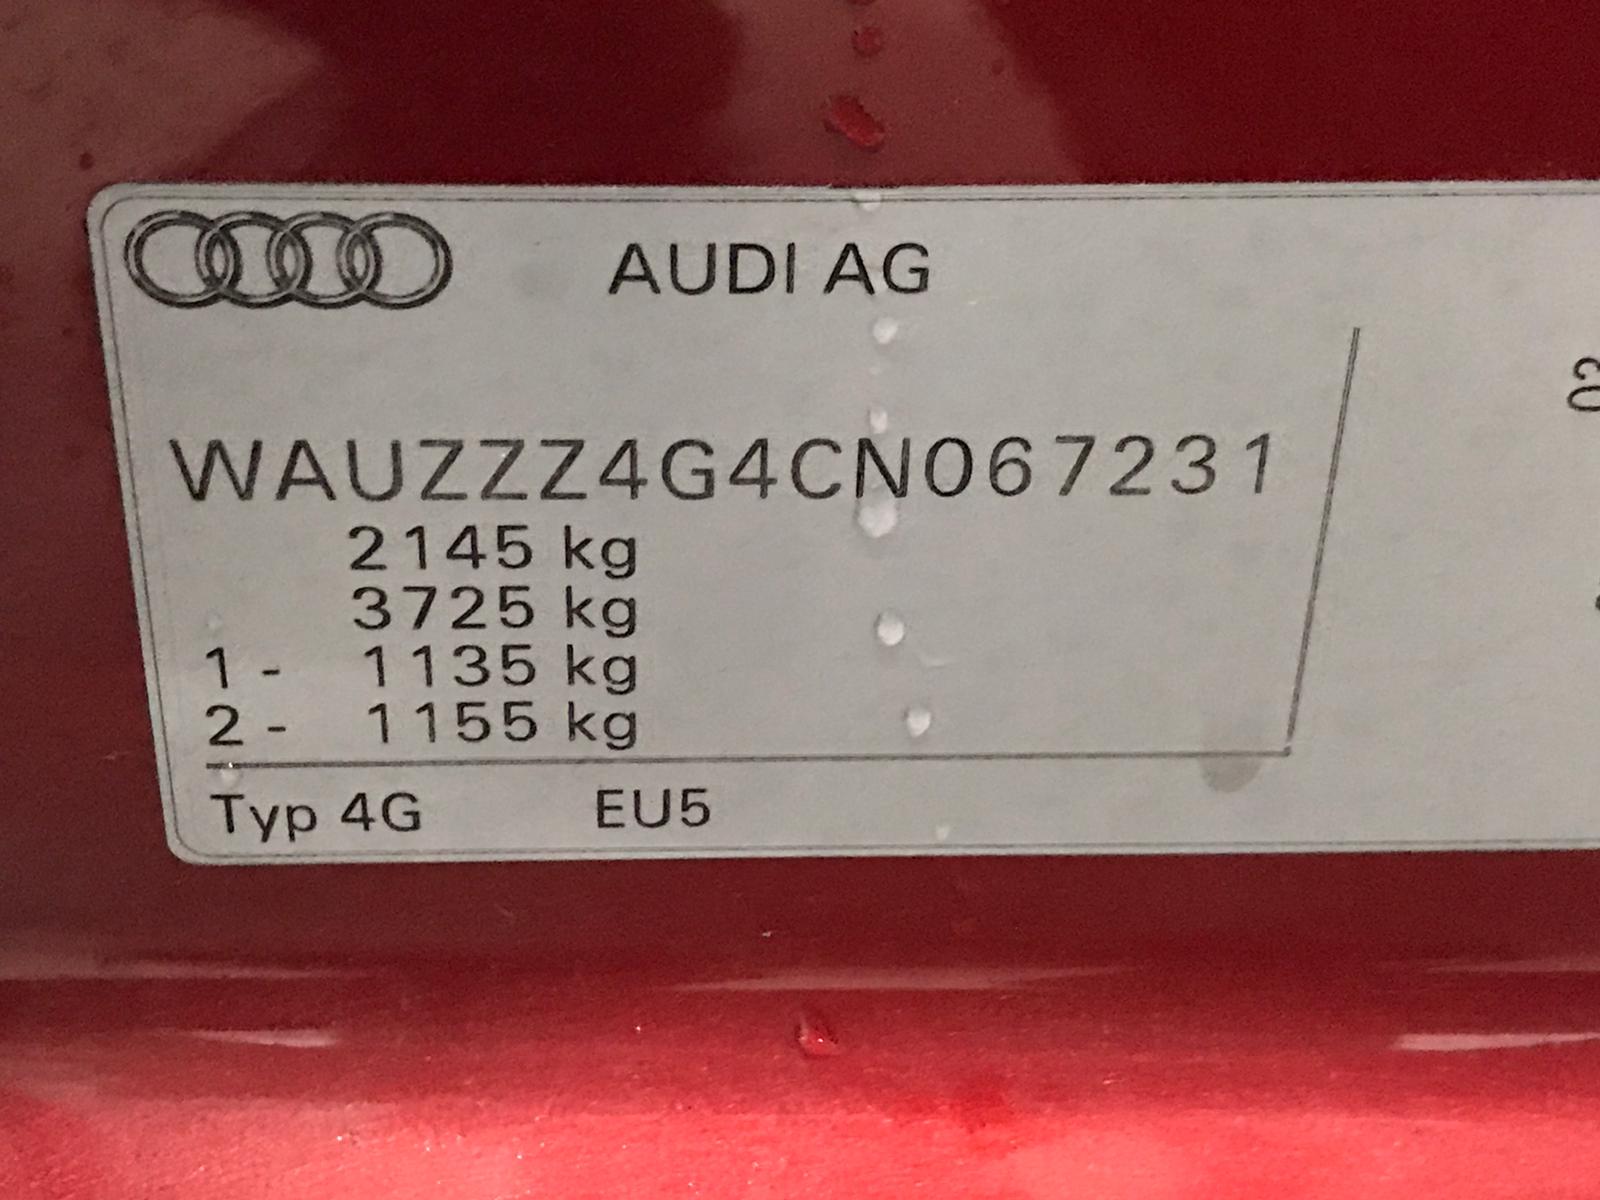 AUDI AG
WAUZZZ4G4CN067231
2145 kg
3725 kg
1 - 1135 kg
2 - 1155 kg
Typ 4G EU5